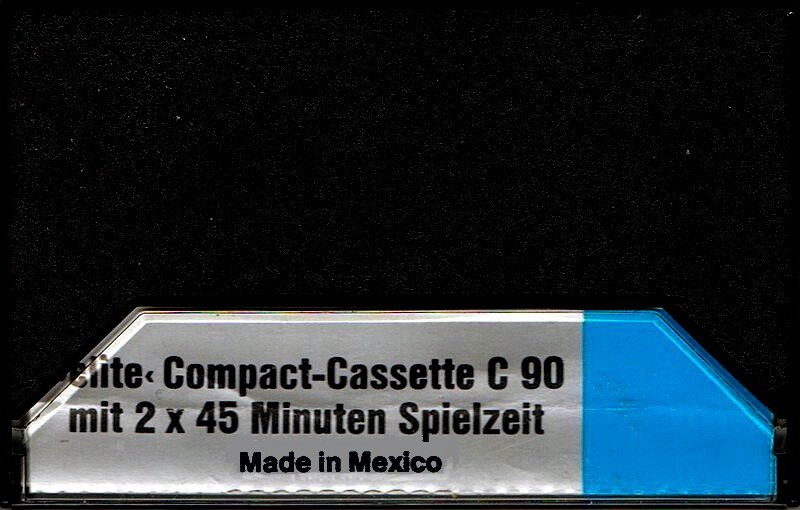 elite‹ Compact-Cassette C 90
mit 2 x 45 Minuten Spielzeit
Made in Mexico